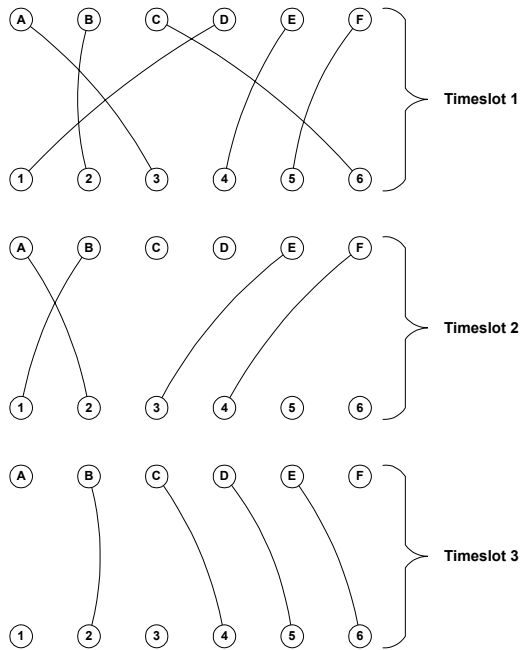 A B C D E F
Timeslot 1
1 2 3 4 5 6
A B C D E F
Timeslot 2
1 2 3 4 5 6
A B C D E F
Timeslot 3
1 2 3 4 5 6